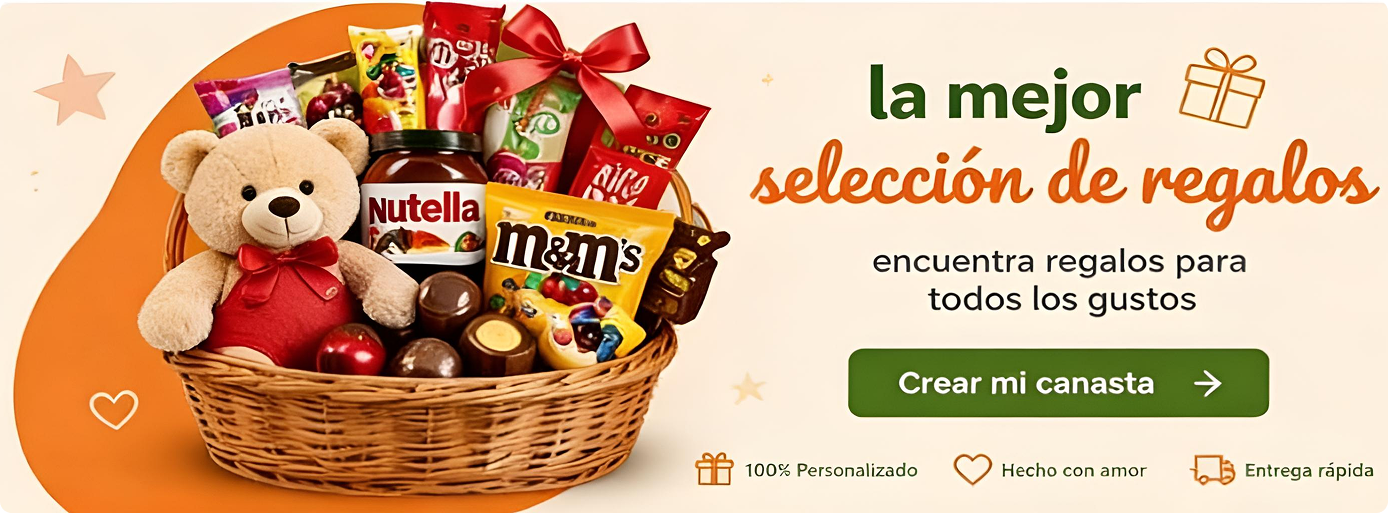 la mejor
selección de regalos
encuentra regalos para
todos los gustos
Crear mi canasta
100% Personalizado
Hecho con amor
Entrega rápida
Nutella
m&m's